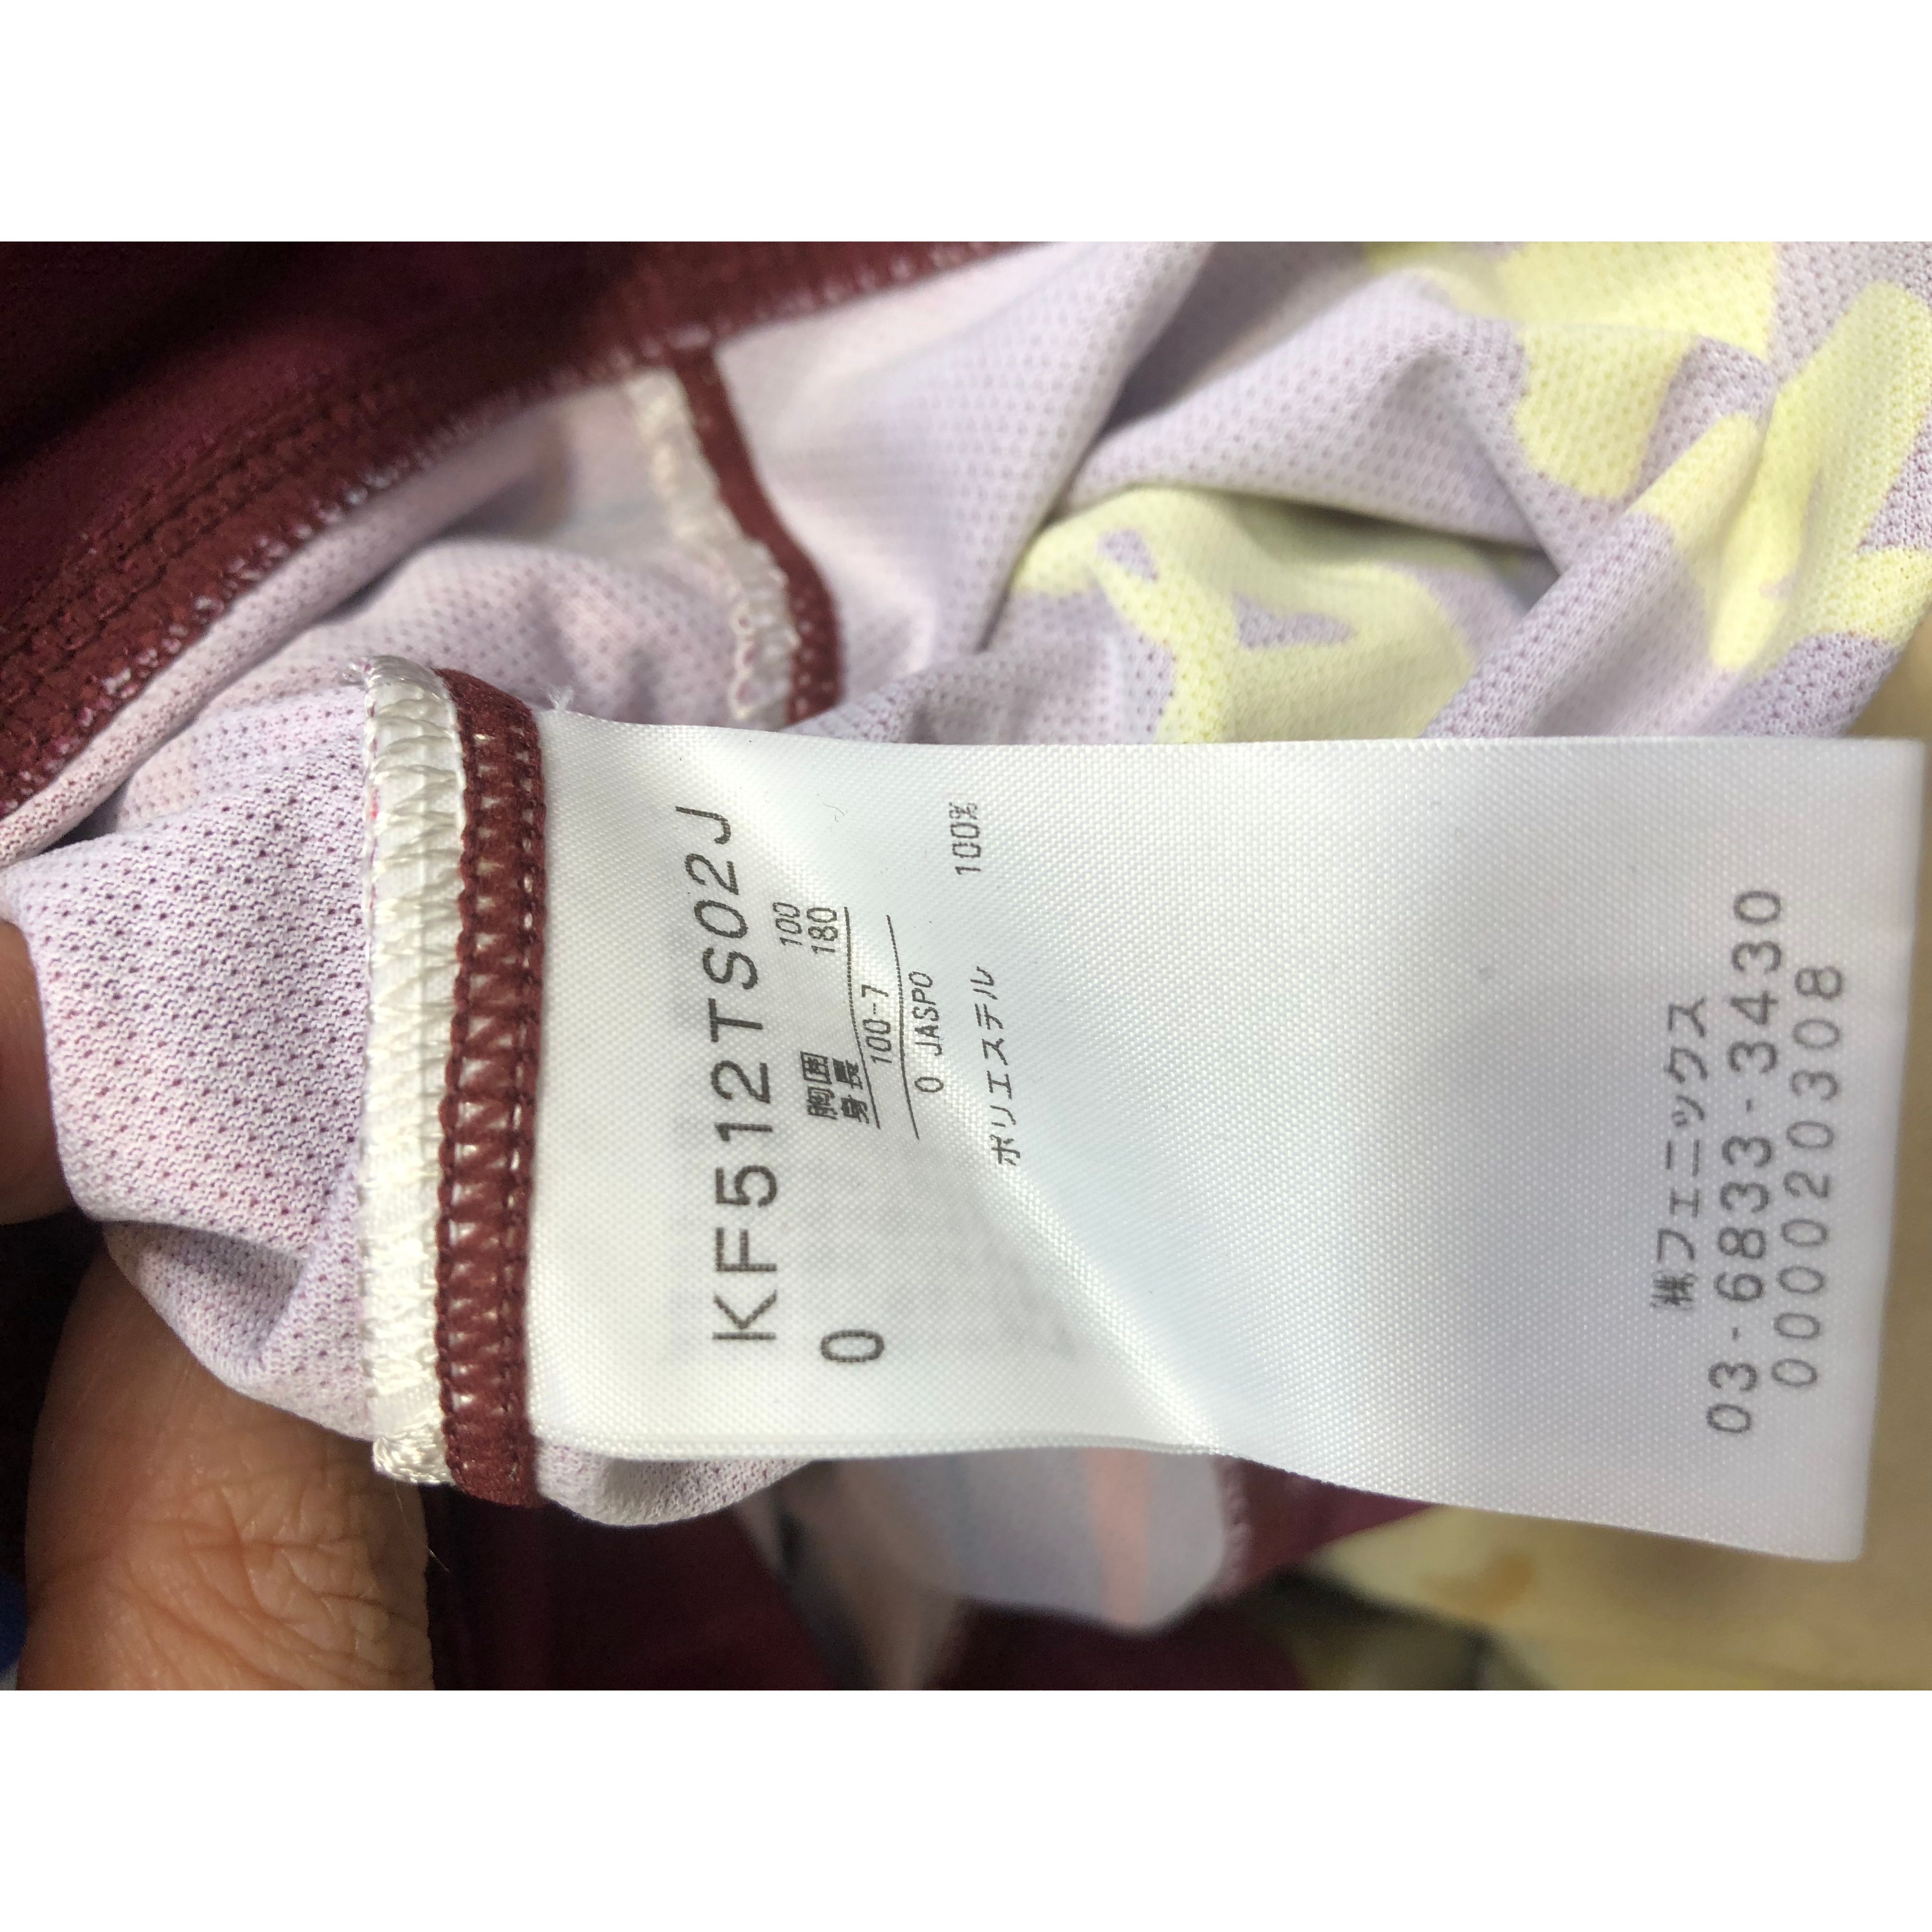 KF512TS02J
0
胸囲 100
身長 180
100-7
0 JASPO
ポリエステル 100%
㈱フェニックス
03-6833-3430
000020308